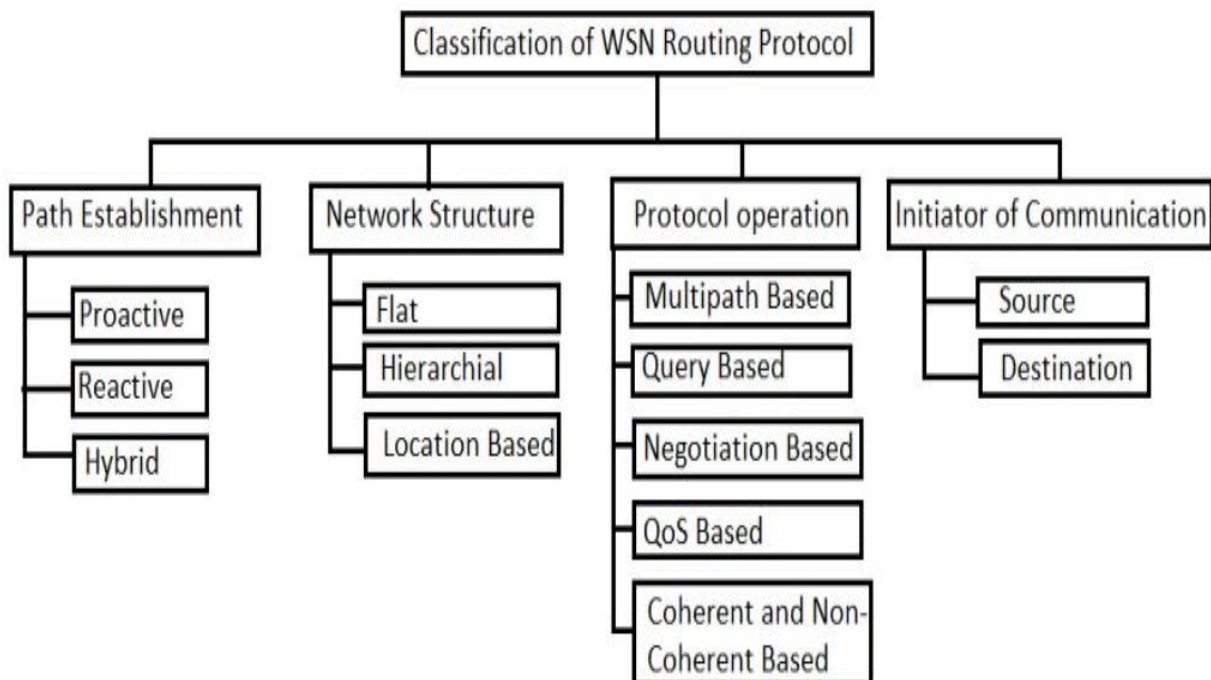 Classification of WSN Routing Protocol
Path Establishment
Proactive
Reactive
Hybrid
Network Structure
Flat
Hierarchial
Location Based
Protocol operation
Multipath Based
Query Based
Negotiation Based
QoS Based
Coherent and Non-
Coherent Based
Initiator of Communication
Source
Destination